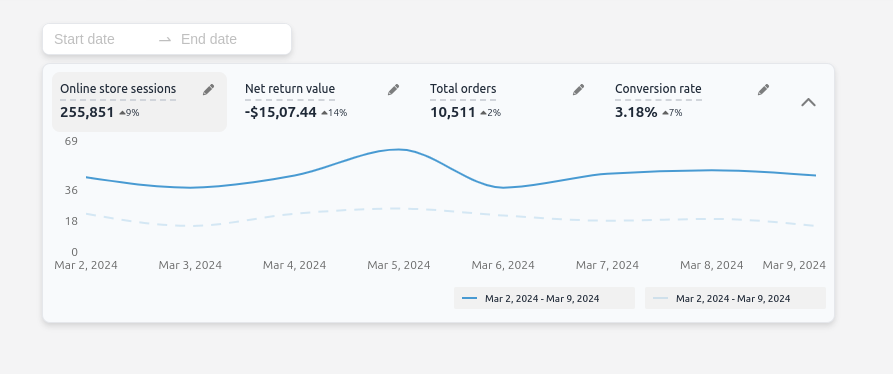 Start date → End date
Online store sessions
255,851 9%
Net return value
-$15,07.44 14%
Total orders
10,511 2%
Conversion rate
3.18% 7%
69
36
18
0
Mar 2, 2024 Mar 3, 2024 Mar 4, 2024 Mar 5, 2024 Mar 6, 2024 Mar 7, 2024 Mar 8, 2024 Mar 9, 2024
Mar 2, 2024 - Mar 9, 2024
Mar 2, 2024 - Mar 9, 2024